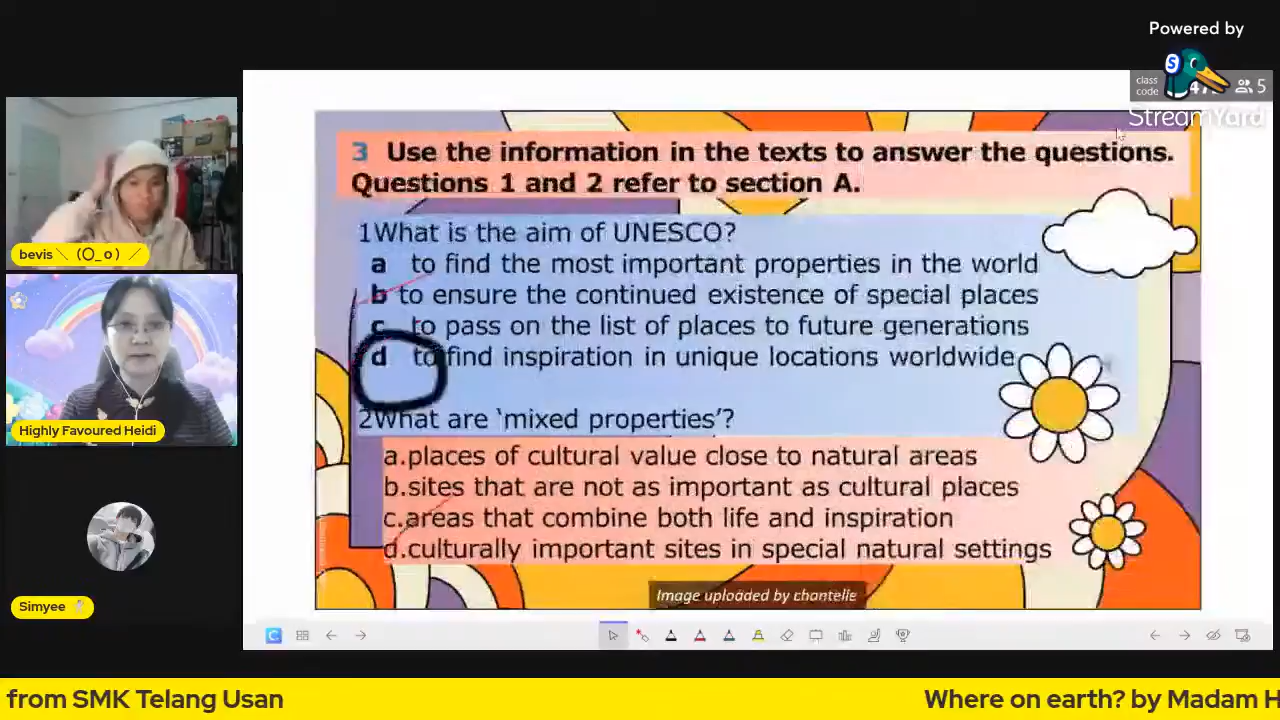 Powered by
class
code
47
5
StreamYard
3 Use the information in the texts to answer the questions.
Questions 1 and 2 refer to section A.
1What is the aim of UNESCO?
a to find the most important properties in the world
b to ensure the continued existence of special places
c to pass on the list of places to future generations
d to find inspiration in unique locations worldwide
2What are ‘mixed properties’?
a.places of cultural value close to natural areas
b.sites that are not as important as cultural places
c.areas that combine both life and inspiration
d.culturally important sites in special natural settings
Image uploaded by chantelle
bevis＼（〇_ｏ）／
Highly Favoured Heidi
Simyee
from SMK Telang Usan
Where on earth? by Madam H